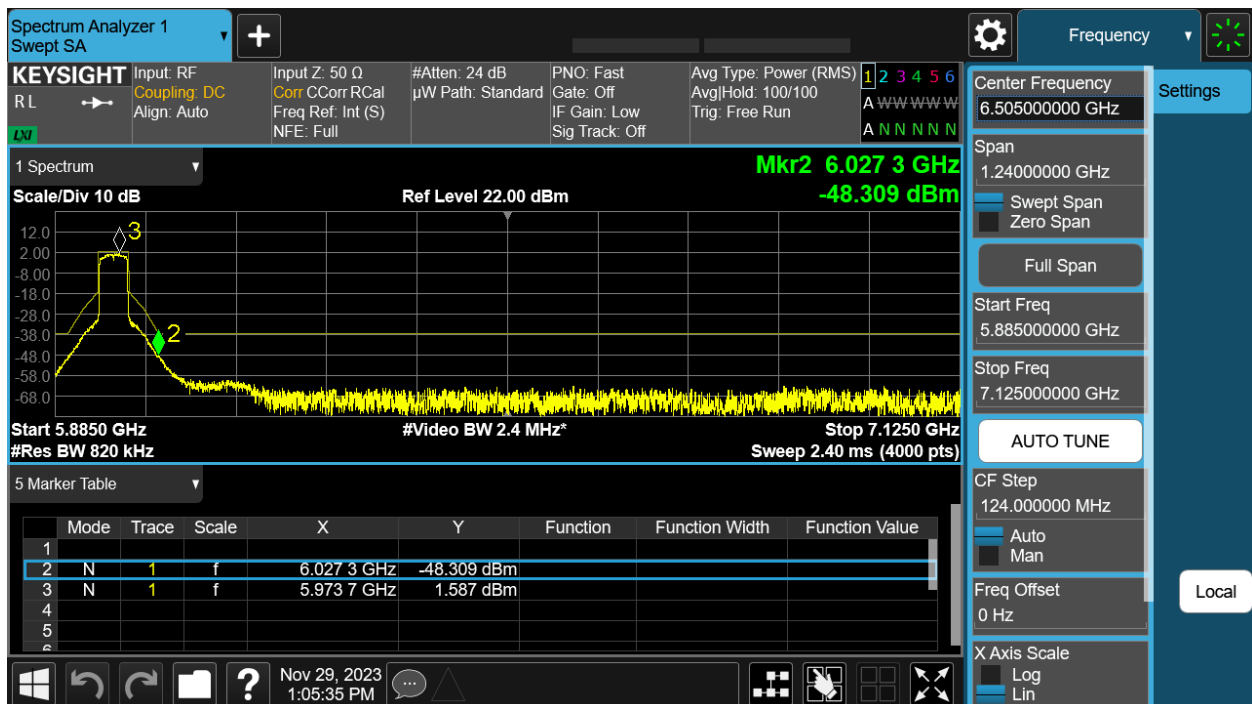 Spectrum Analyzer 1
Swept SA
+
Frequency
KEYSIGHT
RL
LXI
Input: RF
Coupling: DC
Align: Auto
Input Z: 50 Ω
Corr CCorr RCal
Freq Ref: Int (S)
NFE: Full
#Atten: 24 dB
µW Path: Standard
PNO: Fast
Gate: Off
IF Gain: Low
Sig Track: Off
Avg Type: Power (RMS)
Avg|Hold: 100/100
Trig: Free Run
1 2 3 4 5 6
A W W W W W
A N N N N N
1 Spectrum
Mkr2 6.027 3 GHz
-48.309 dBm
Scale/Div 10 dB
Ref Level 22.00 dBm
12.0
2.00
-8.00
-18.0
-28.0
-38.0
-48.0
-58.0
-68.0
3
2
Start 5.8850 GHz
#Video BW 2.4 MHz*
Stop 7.1250 GHz
#Res BW 820 kHz
Sweep 2.40 ms (4000 pts)
5 Marker Table
Mode Trace Scale X Y Function Function Width Function Value
1
2 N 1 f 6.027 3 GHz -48.309 dBm
3 N 1 f 5.973 7 GHz 1.587 dBm
4
5
6
Nov 29, 2023
1:05:35 PM
?
Center Frequency
6.505000000 GHz
Settings
Span
1.24000000 GHz
Swept Span
Zero Span
Full Span
Start Freq
5.885000000 GHz
Stop Freq
7.125000000 GHz
AUTO TUNE
CF Step
124.000000 MHz
Auto
Man
Freq Offset
0 Hz
Local
X Axis Scale
Log
Lin